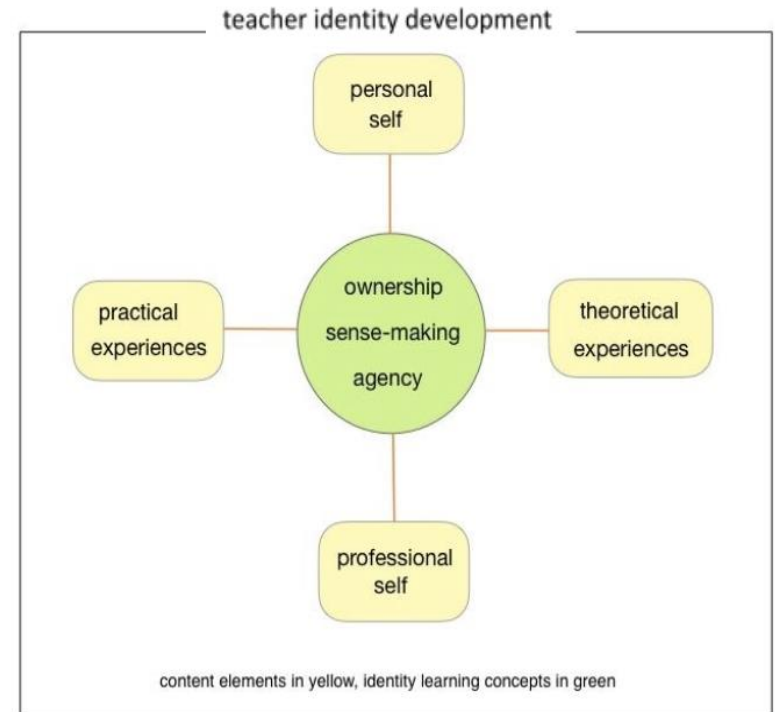 teacher identity development
personal
self
practical
experiences
ownership
sense-making
agency
theoretical
experiences
professional
self
content elements in yellow, identity learning concepts in green